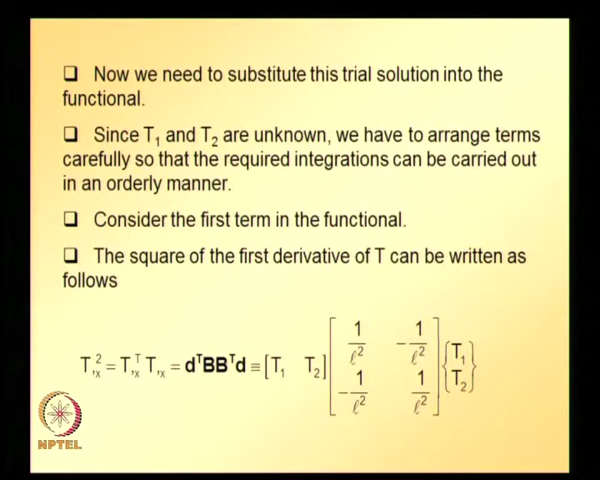 ❑ Now we need to substitute this trial solution into the
functional.
❑ Since T₁ and T₂ are unknown, we have to arrange terms
carefully so that the required integrations can be carried out
in an orderly manner.
❑ Consider the first term in the functional.
❑ The square of the first derivative of T can be written as
follows
T,ₓ² = T,ₓᵀ T,ₓ = dᵀBBᵀd ≡ [T₁ T₂] [1/ℓ² -1/ℓ²; -1/ℓ² 1/ℓ²] {T₁; T₂}
NPTEL